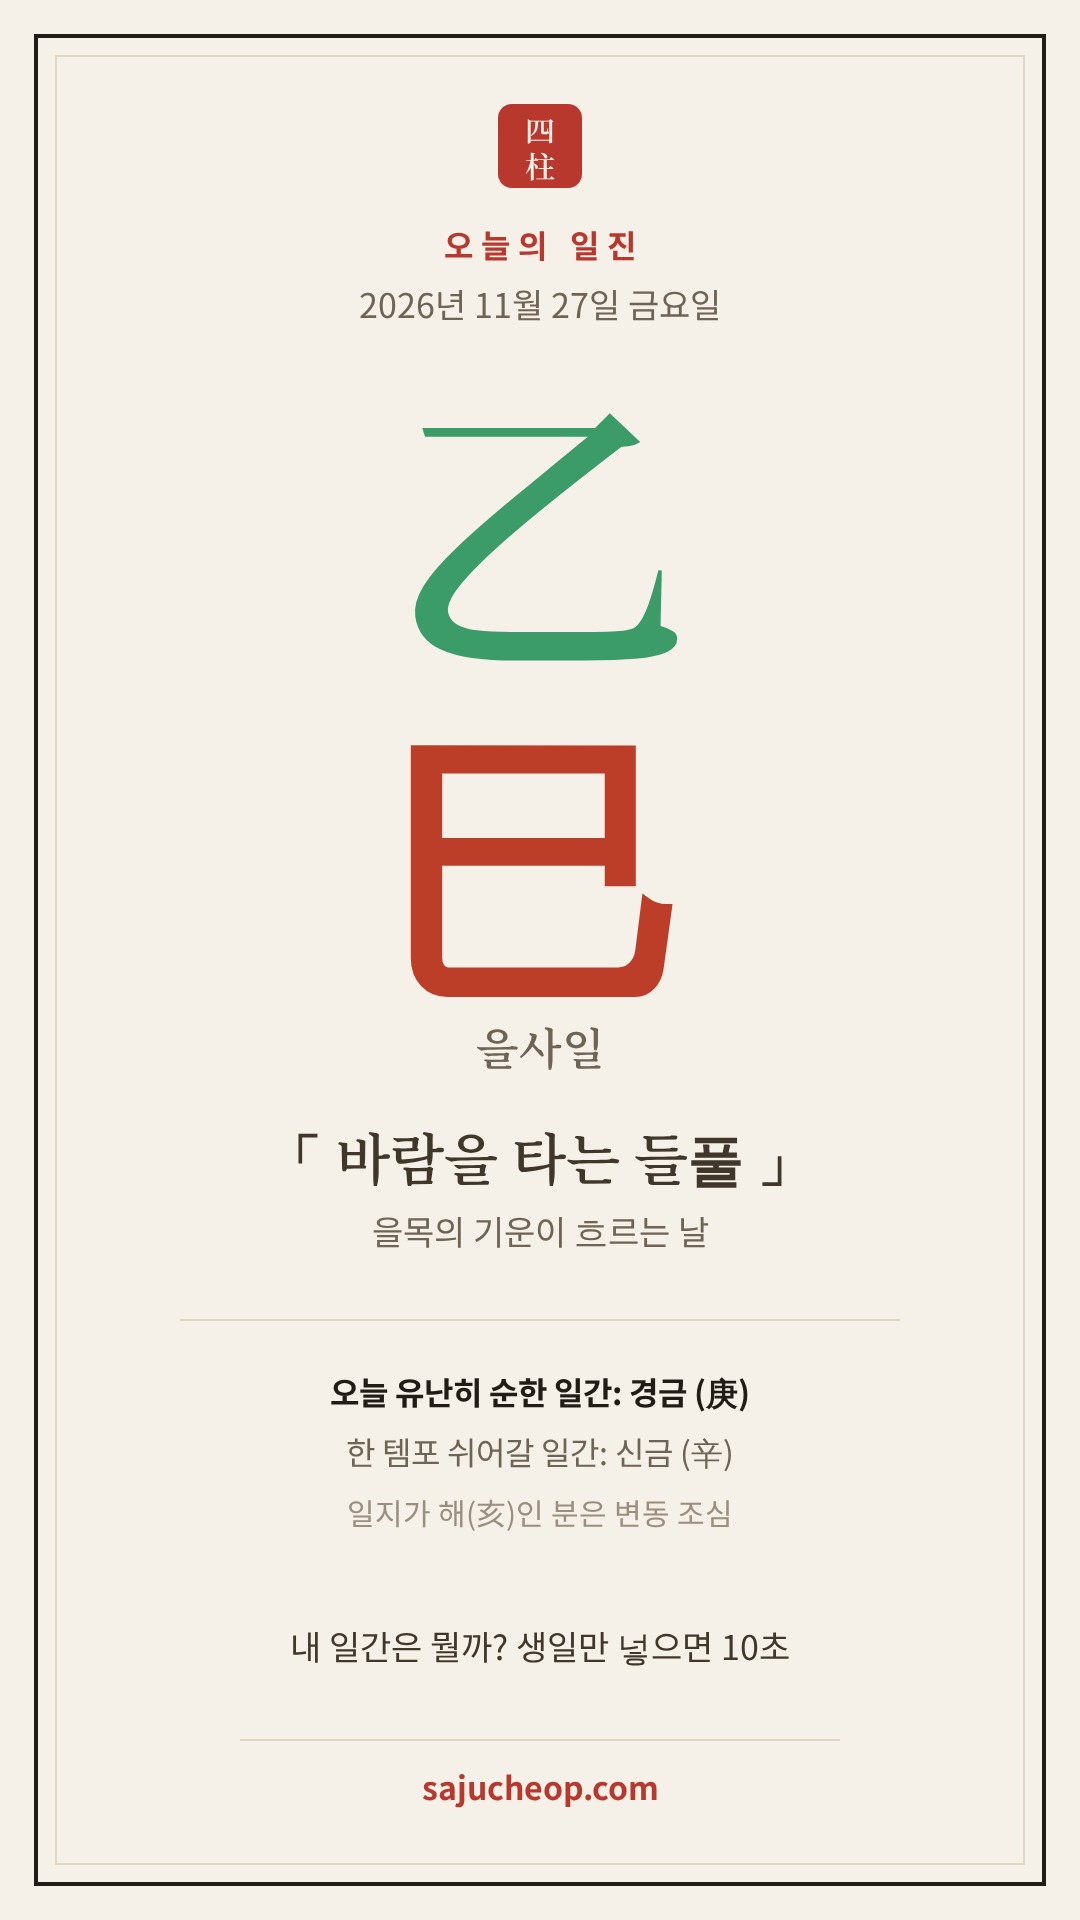 四
柱
오늘의 일진
2026년 11월 27일 금요일
乙
巳
을사일
「 바람을 타는 들풀 」
을목의 기운이 흐르는 날
오늘 유난히 순한 일간: 경금 (庚)
한 템포 쉬어갈 일간: 신금 (辛)
일지가 해(亥)인 분은 변동 조심
내 일간은 뭘까? 생일만 넣으면 10초
sajucheop.com